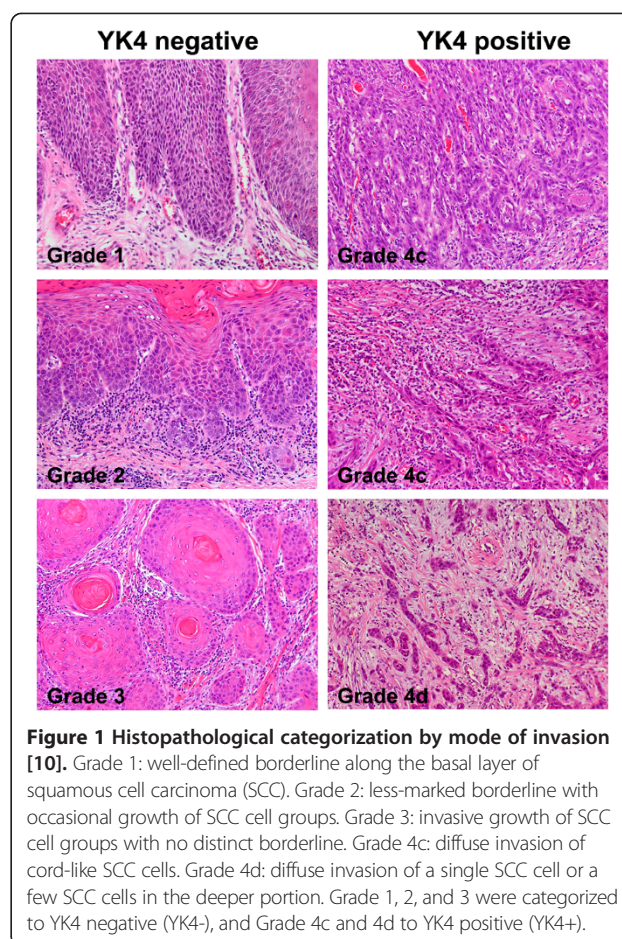 YK4 negative
YK4 positive
Grade 1
Grade 4c
Grade 2
Grade 4c
Grade 3
Grade 4d
Figure 1 Histopathological categorization by mode of invasion
[10]. Grade 1: well-defined borderline along the basal layer of
squamous cell carcinoma (SCC). Grade 2: less-marked borderline with
occasional growth of SCC cell groups. Grade 3: invasive growth of SCC
cell groups with no distinct borderline. Grade 4c: diffuse invasion of
cord-like SCC cells. Grade 4d: diffuse invasion of a single SCC cell or a
few SCC cells in the deeper portion. Grade 1, 2, and 3 were categorized
to YK4 negative (YK4-), and Grade 4c and 4d to YK4 positive (YK4+).